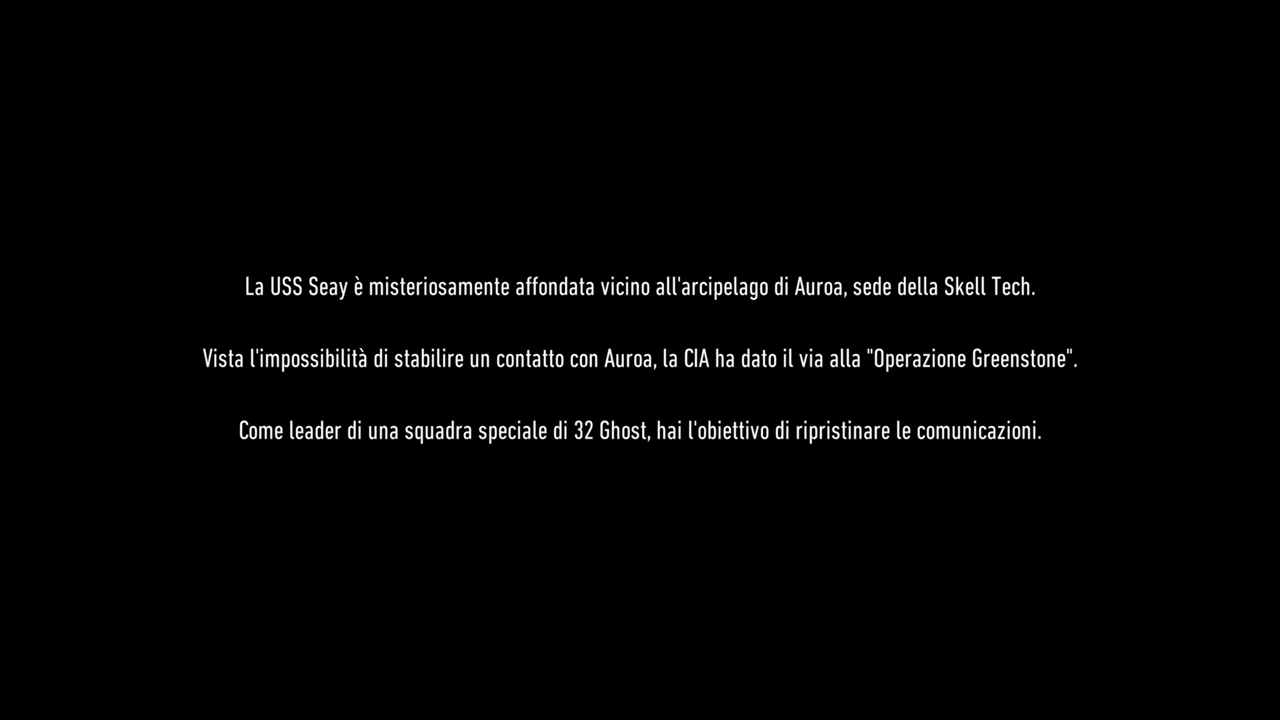 La USS Seay è misteriosamente affondata vicino all'arcipelago di Auroa, sede della Skell Tech.
Vista l'impossibilità di stabilire un contatto con Auroa, la CIA ha dato il via alla "Operazione Greenstone".
Come leader di una squadra speciale di 32 Ghost, hai l'obiettivo di ripristinare le comunicazioni.